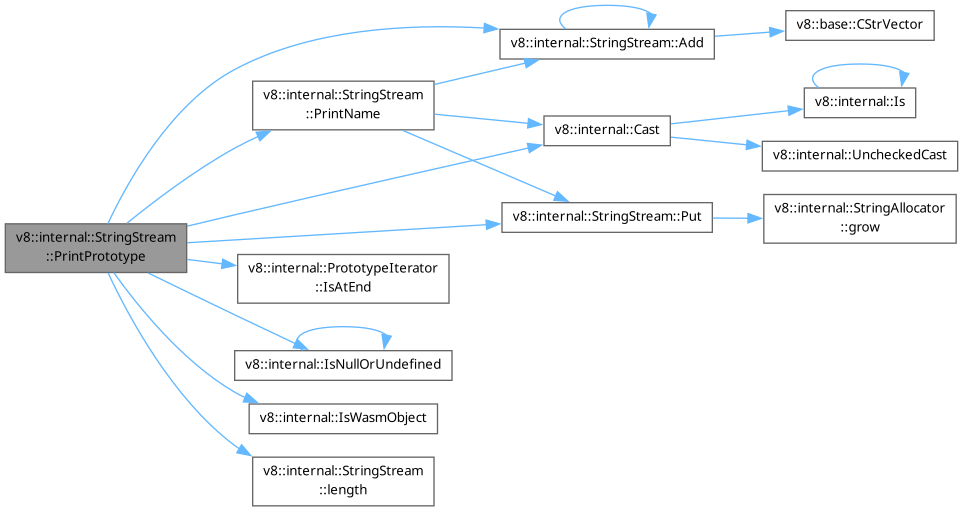 v8::internal::StringStream::Add
v8::base::CStrVector
v8::internal::StringStream
::PrintName
v8::internal::Is
v8::internal::Cast
v8::internal::UncheckedCast
v8::internal::StringStream::Put
v8::internal::StringAllocator
::grow
v8::internal::StringStream
::PrintPrototype
v8::internal::PrototypeIterator
::IsAtEnd
v8::internal::IsNullOrUndefined
v8::internal::IsWasmObject
v8::internal::StringStream
::length